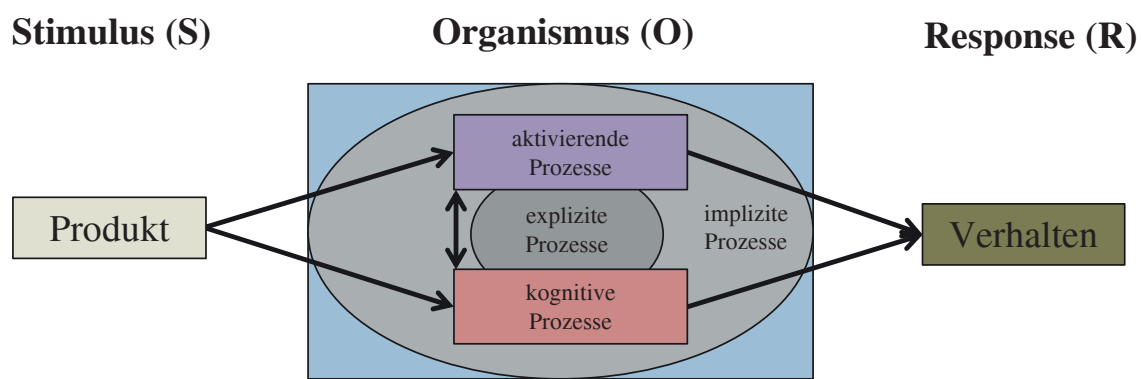 Stimulus (S)
Organismus (O)
Response (R)
aktivierende
Prozesse
Produkt
explizite
Prozesse
implizite
Prozesse
Verhalten
kognitive
Prozesse